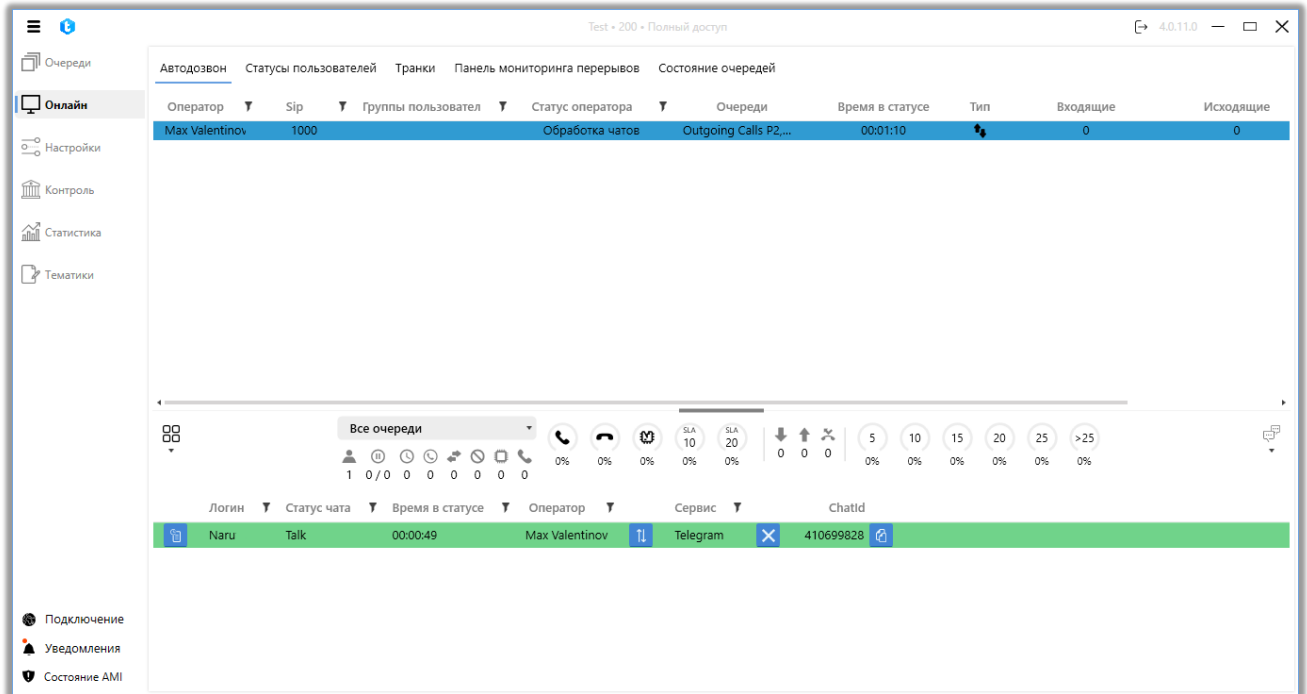 Test • 200 • Полный доступ
4.0.11.0
Очереди
Онлайн
Настройки
Контроль
Статистика
Тематики
Подключение
Уведомления
Состояние AMI
Автодозвон Статусы пользователей Транки Панель мониторинга перерывов Состояние очередей
Оператор Sip Группы пользовател Статус оператора Очереди Время в статусе Тип Входящие Исходящие
Max Valentinov 1000 Обработка чатов Outgoing Calls P2,... 00:01:10 0 0
Все очереди
SLA 10 SLA 20 5 10 15 20 25 >25
0% 0% 0% 0% 0% 0 0 0 0% 0% 0% 0% 0% 0%
1 0/0 0 0 0 0 0 0
Логин Статус чата Время в статусе Оператор Сервис ChatId
Naru Talk 00:00:49 Max Valentinov Telegram 410699828